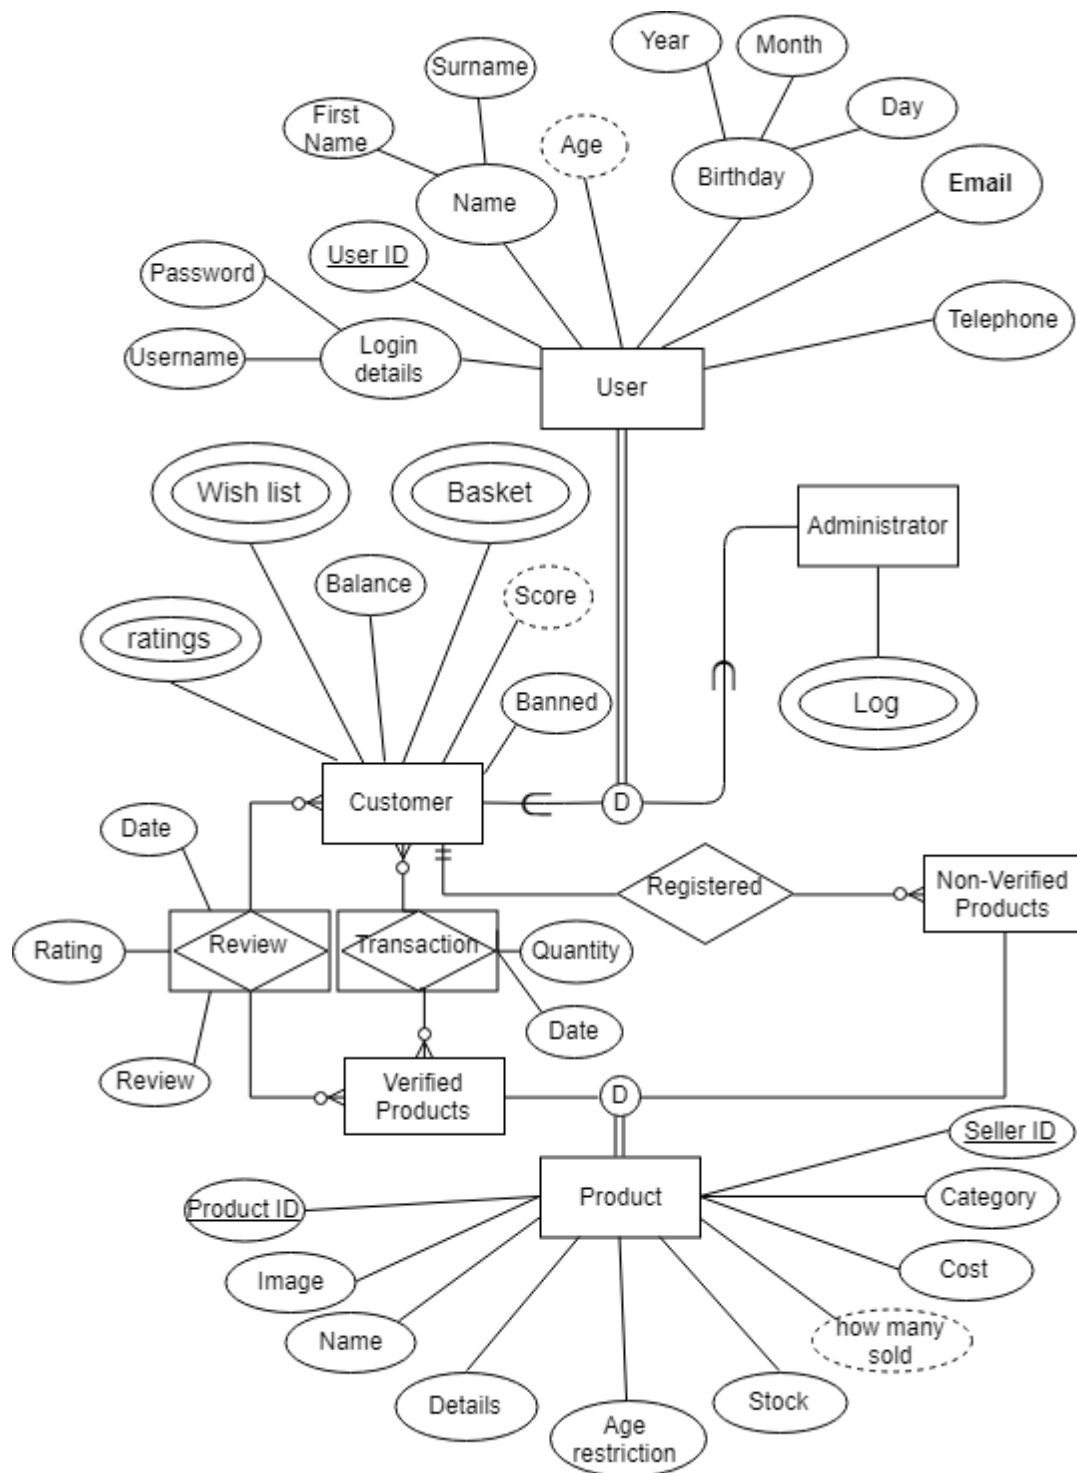 Year
Month
Surname
Day
First
Name
Age
Birthday
Email
Name
User ID
Password
Telephone
Login
details
Username
User
Wish list
Basket
Administrator
Balance
Score
ratings
Banned
Log
Customer
D
Date
Registered
Non-Verified
Products
Review
Transaction
Rating
Quantity
Date
Review
Verified
Products
D
Seller ID
Product ID
Product
Category
Image
Cost
Name
how many
sold
Details
Stock
Age
restriction